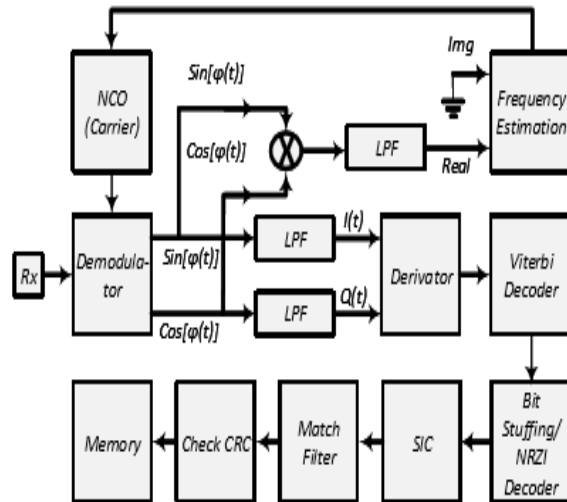 NCO
(Carrier)
Sin[φ(t)]
Cos[φ(t)]
Img
Frequency
Estimation
LPF
Real
Rx
Demodula-
tor
Sin[φ(t)]
Cos[φ(t)]
LPF
I(t)
LPF
Q(t)
Derivator
Viterbi
Decoder
Memory
Check CRC
Match
Filter
SIC
Bit
Stuffing/
NRZI
Decoder